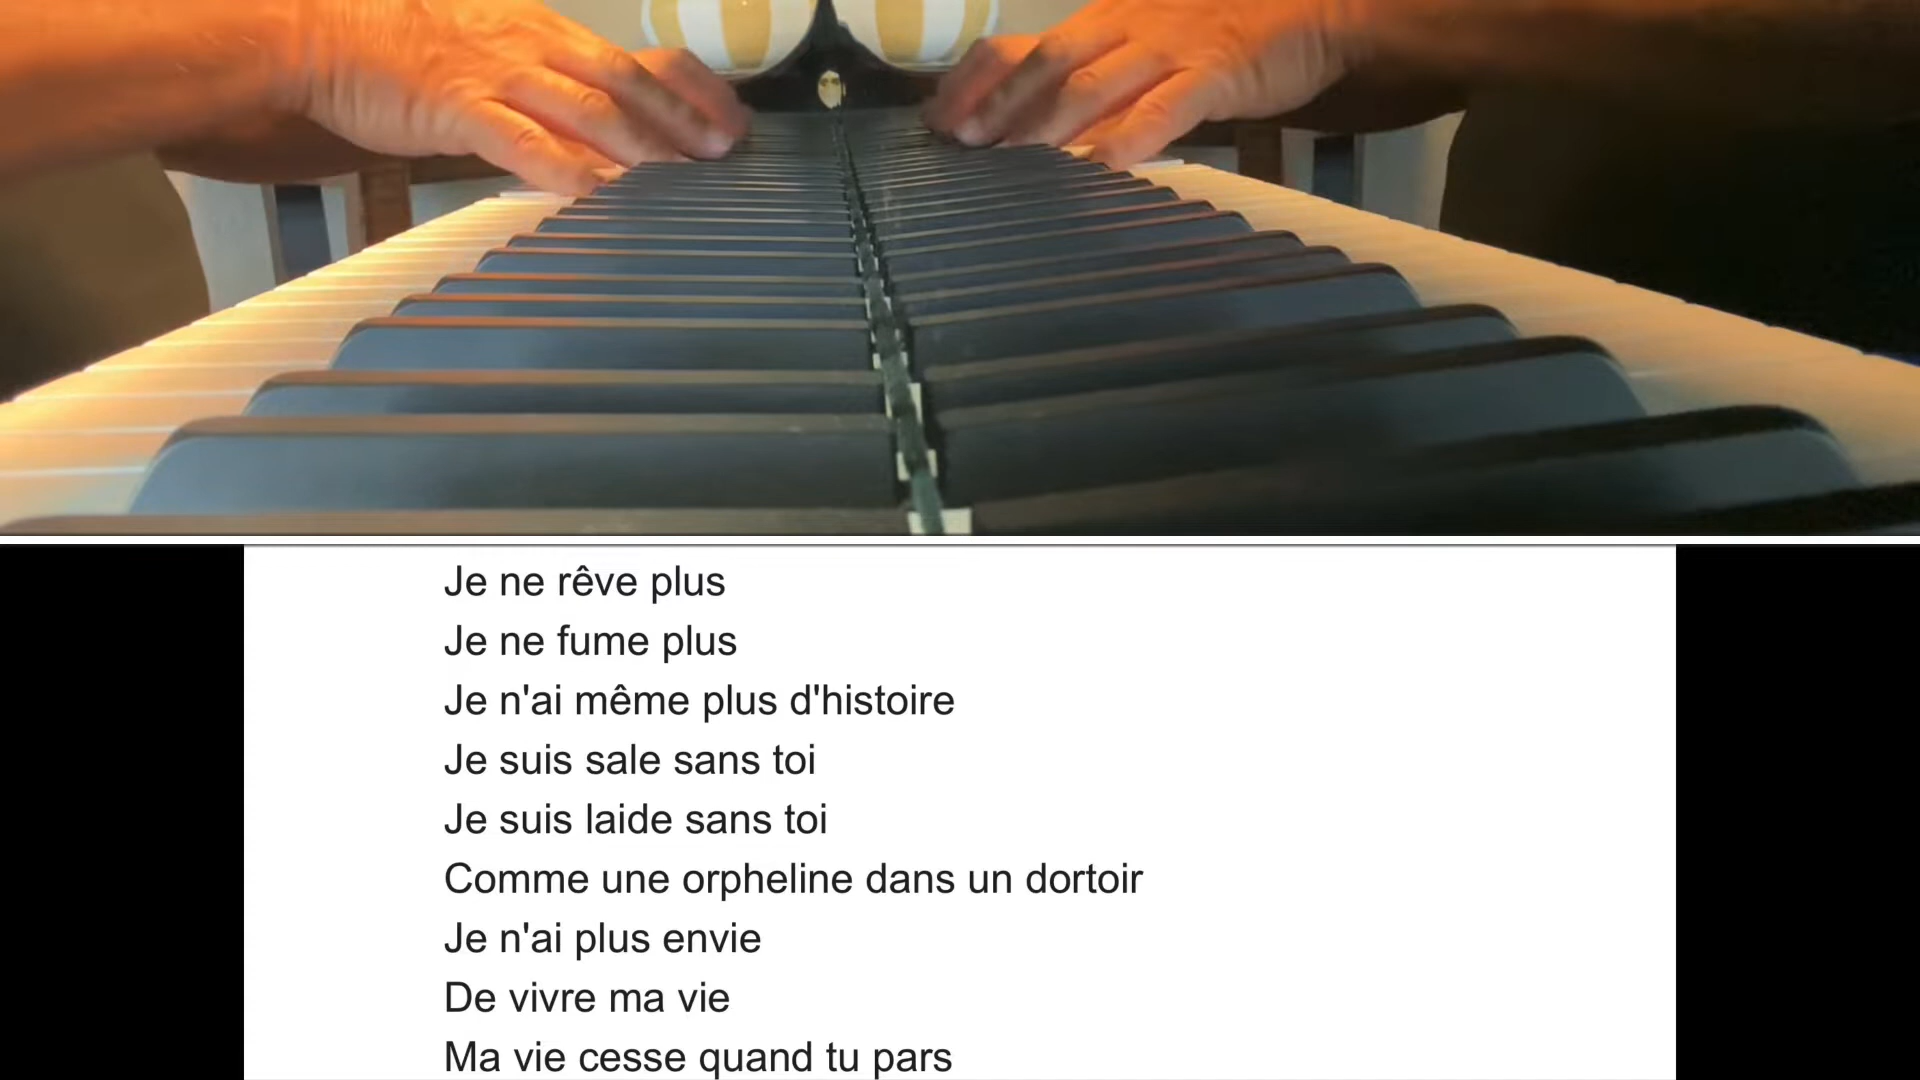 Je ne rêve plus
Je ne fume plus
Je n'ai même plus d'histoire
Je suis sale sans toi
Je suis laide sans toi
Comme une orpheline dans un dortoir
Je n'ai plus envie
De vivre ma vie
Ma vie cesse quand tu pars